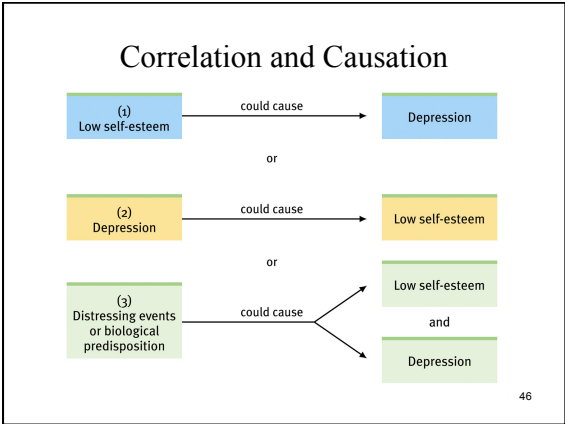 Correlation and Causation
(1)
Low self-esteem
could cause
Depression
or
(2)
Depression
could cause
Low self-esteem
or
(3)
Distressing events
or biological
predisposition
could cause
Low self-esteem
and
Depression
46